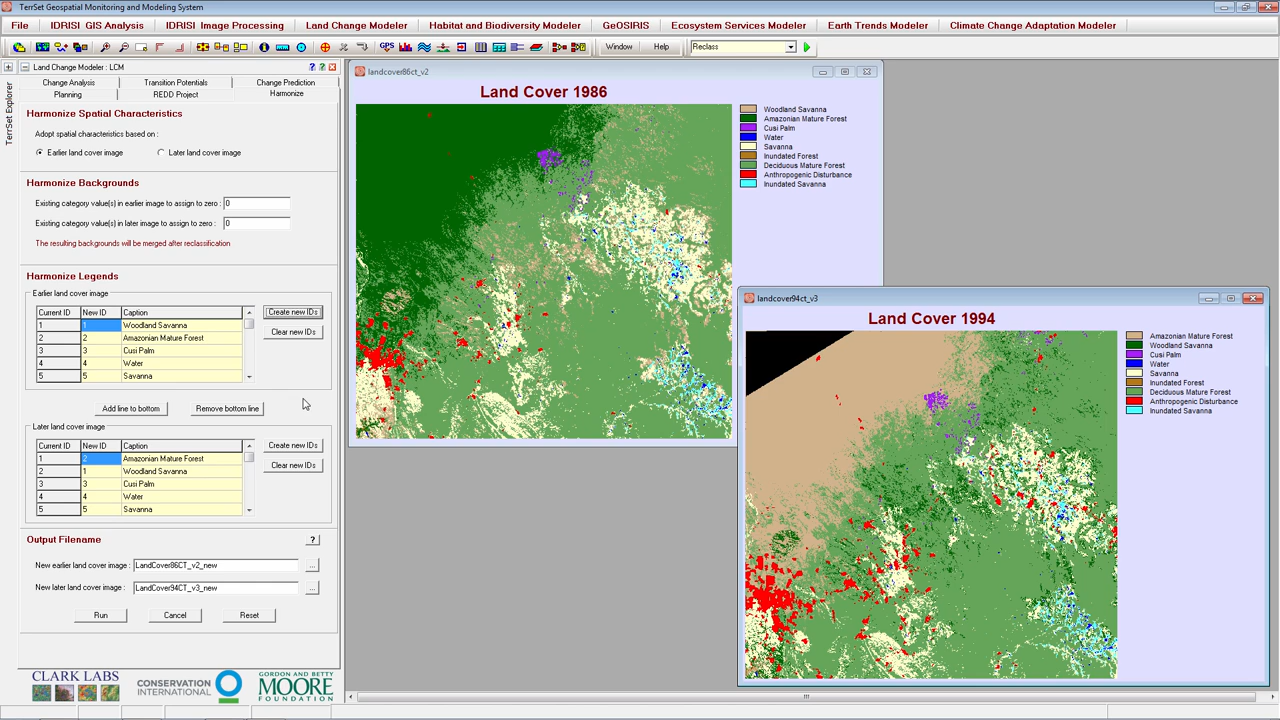 TerrSet Geospatial Monitoring and Modeling System
File IDRISI GIS Analysis IDRISI Image Processing Land Change Modeler Habitat and Biodiversity Modeler GeOSIRIS Ecosystem Services Modeler Earth Trends Modeler Climate Change Adaptation Modeler
GPS Window Help Reclass
TerrSet Explorer
Land Change Modeler : LCM
Change Analysis Transition Potentials Change Prediction
Planning REDD Project Harmonize
Harmonize Spatial Characteristics
Adopt spatial characteristics based on :
Earlier land cover image Later land cover image
Harmonize Backgrounds
Existing category value(s) in earlier image to assign to zero : 0
Existing category value(s) in later image to assign to zero : 0
The resulting backgrounds will be merged after reclassification
Harmonize Legends
Earlier land cover image
Current ID New ID Caption
1 1 Woodland Savanna
2 2 Amazonian Mature Forest
3 3 Cusi Palm
4 4 Water
5 5 Savanna
Create new IDs
Clear new IDs
Add line to bottom Remove bottom line
Later land cover image
Current ID New ID Caption
1 2 Amazonian Mature Forest
2 1 Woodland Savanna
3 3 Cusi Palm
4 4 Water
5 5 Savanna
Create new IDs
Clear new IDs
Output Filename ?
New earlier land cover image : LandCover86CT_v2_new ...
New later land cover image : LandCover94CT_v3_new ...
Run Cancel Reset
CLARK LABS
CONSERVATION
INTERNATIONAL
GORDON AND BETTY
MOORE
FOUNDATION
landcover86ct_v2
Land Cover 1986
Woodland Savanna
Amazonian Mature Forest
Cusi Palm
Water
Savanna
Inundated Forest
Deciduous Mature Forest
Anthropogenic Disturbance
Inundated Savanna
landcover94ct_v3
Land Cover 1994
Amazonian Mature Forest
Woodland Savanna
Cusi Palm
Water
Savanna
Inundated Forest
Deciduous Mature Forest
Anthropogenic Disturbance
Inundated Savanna